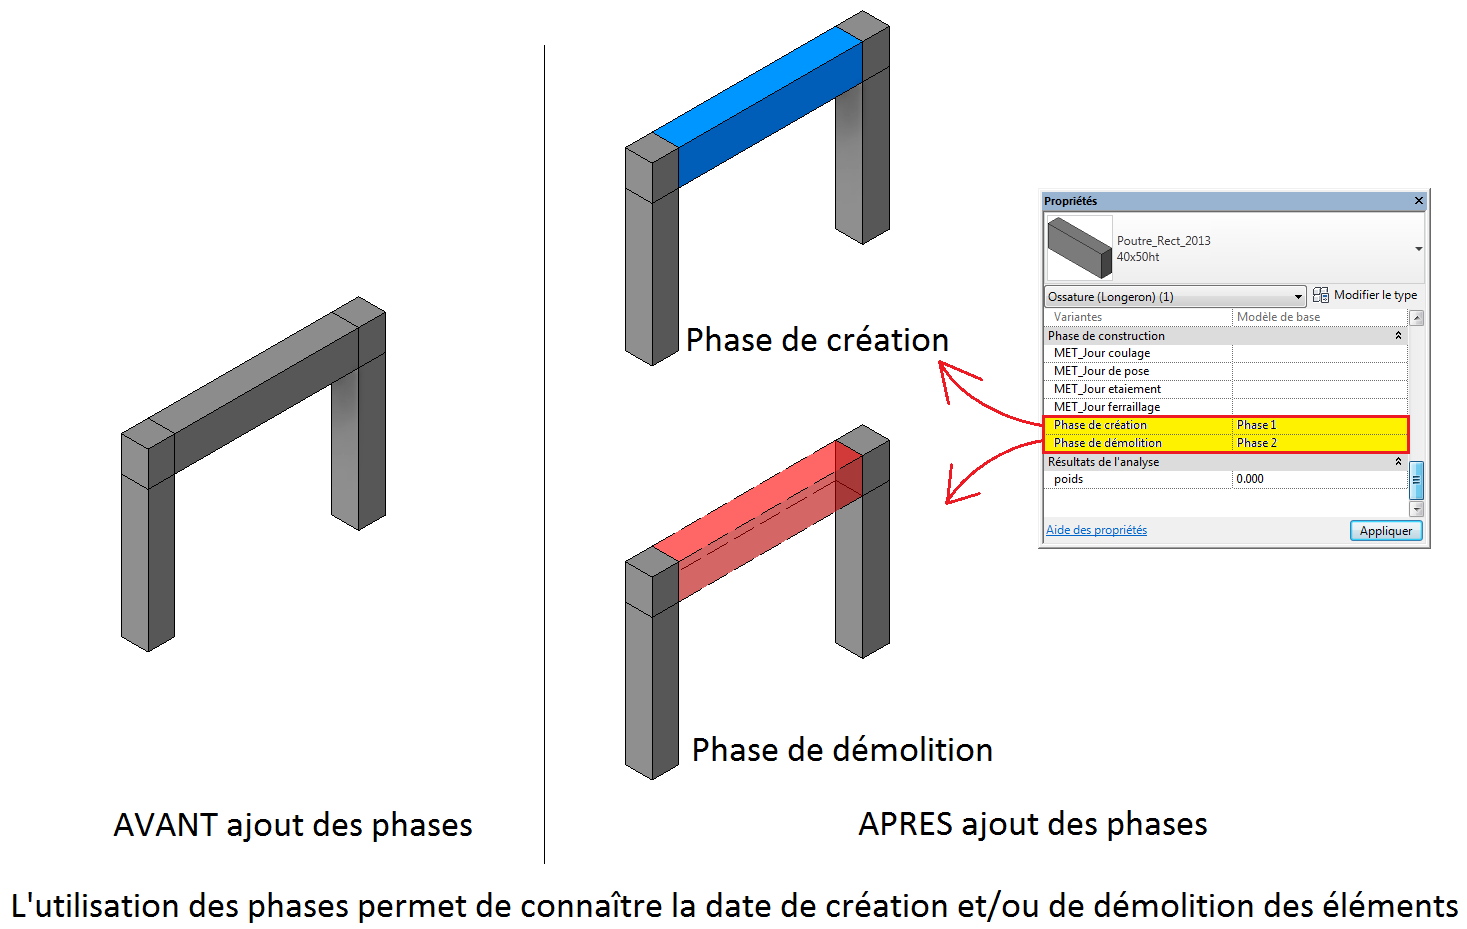 Phase de création
Phase de démolition
AVANT ajout des phases
APRES ajout des phases
L'utilisation des phases permet de connaître la date de création et/ou de démolition des éléments
Propriétés
Poutre_Rect_2013
40x50ht
Ossature (Longeron) (1)
Modifier le type
Variantes Modèle de base
Phase de construction
MET_Jour coulage
MET_Jour de pose
MET_Jour etaiement
MET_Jour ferraillage
Phase de création Phase 1
Phase de démolition Phase 2
Résultats de l'analyse
poids 0.000
Aide des propriétés
Appliquer